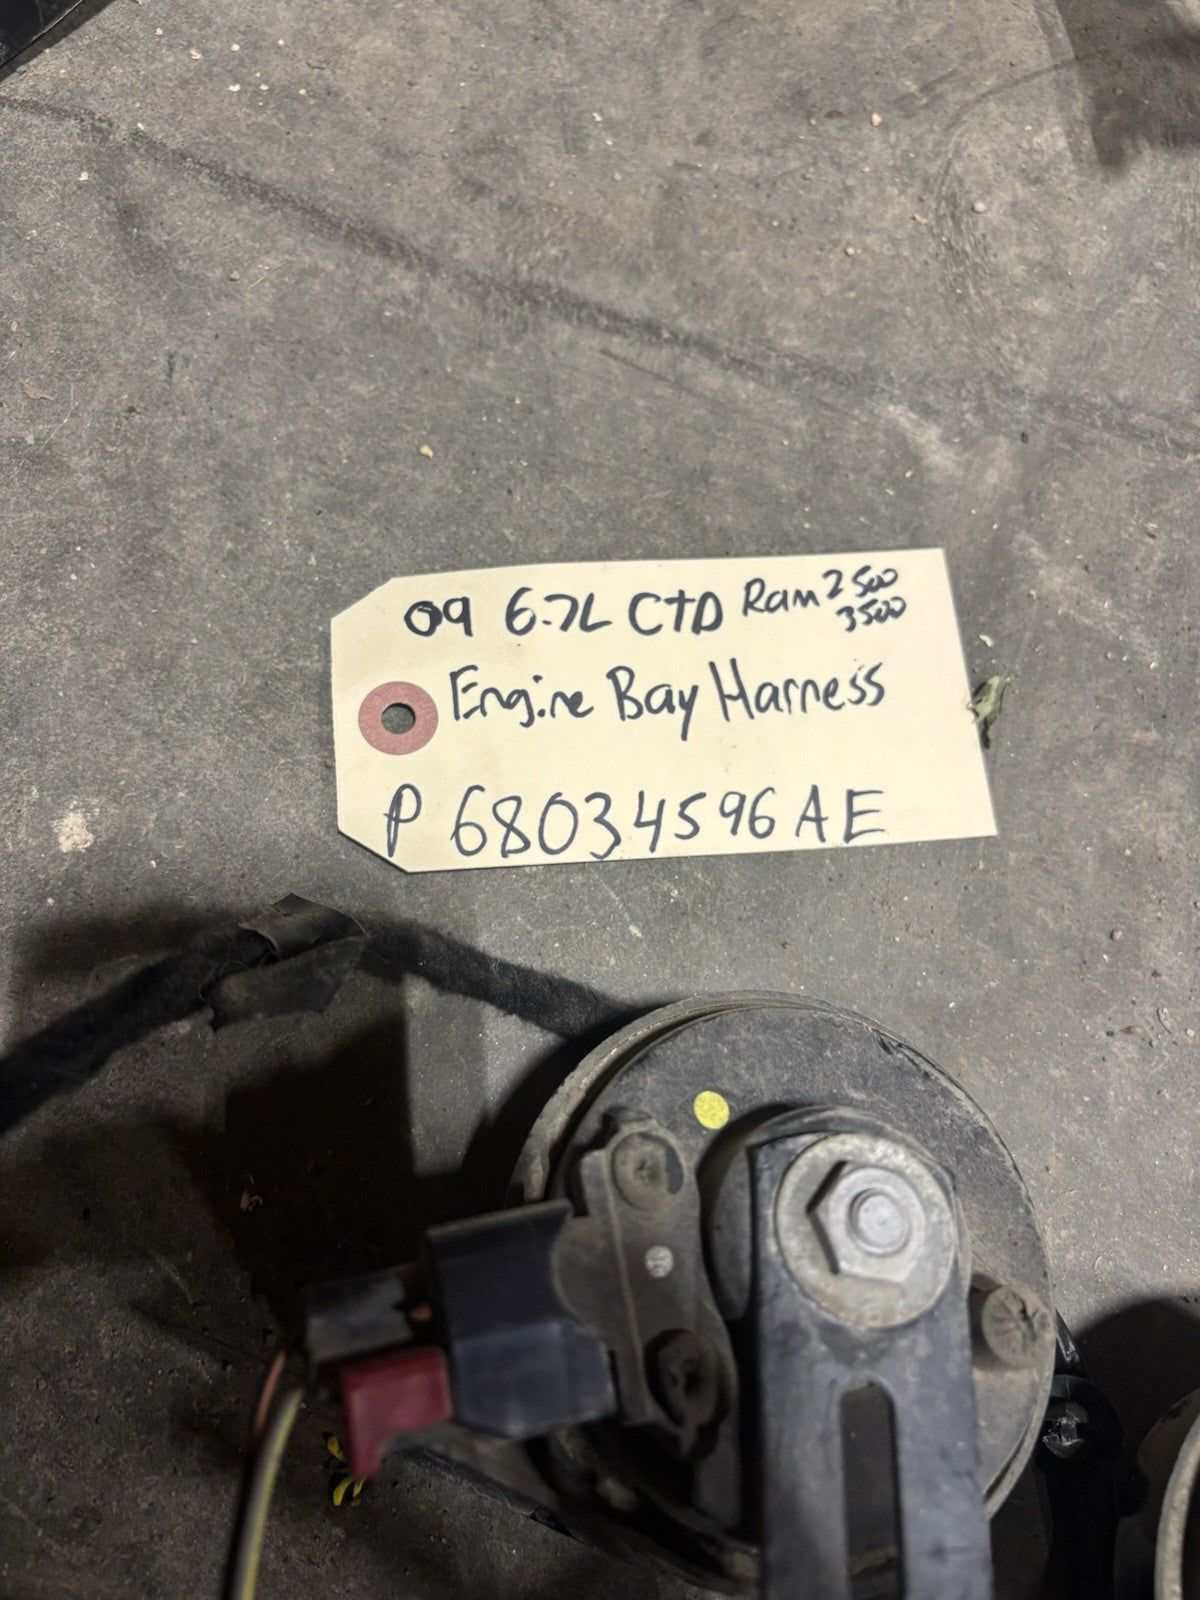 09 6.7L CTD Ram 2500
3500
Engine Bay Harness
P 68034596AE